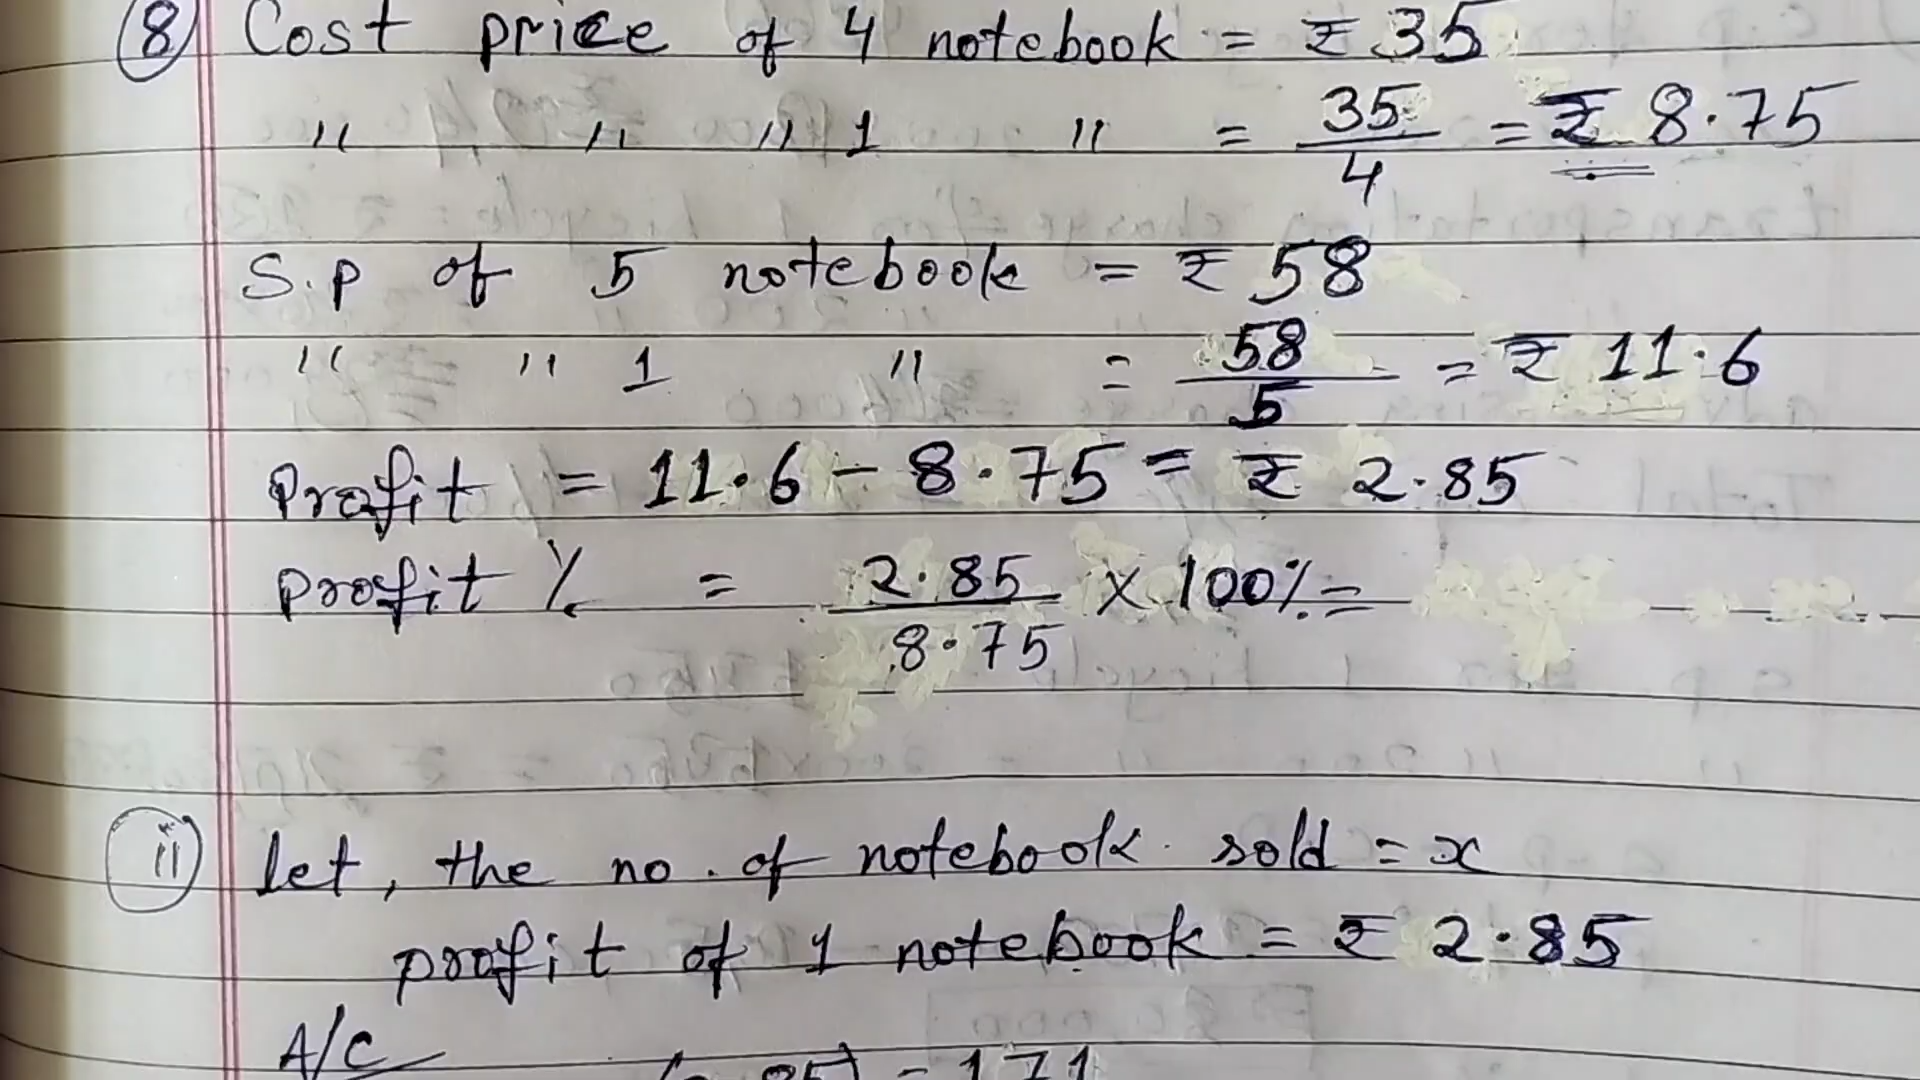 8 Cost price of 4 notebook = ₹ 35
" " " 1 " = 35/4 = ₹ 8.75
S.p of 5 notebook = ₹ 58
" " 1 " = 58/5 = ₹ 11.6
Profit = 11.6 - 8.75 = ₹ 2.85
Profit % = 2.85/8.75 × 100% =
ii let, the no. of notebook sold = x
profit of 1 notebook = ₹ 2.85
A/C
= 171